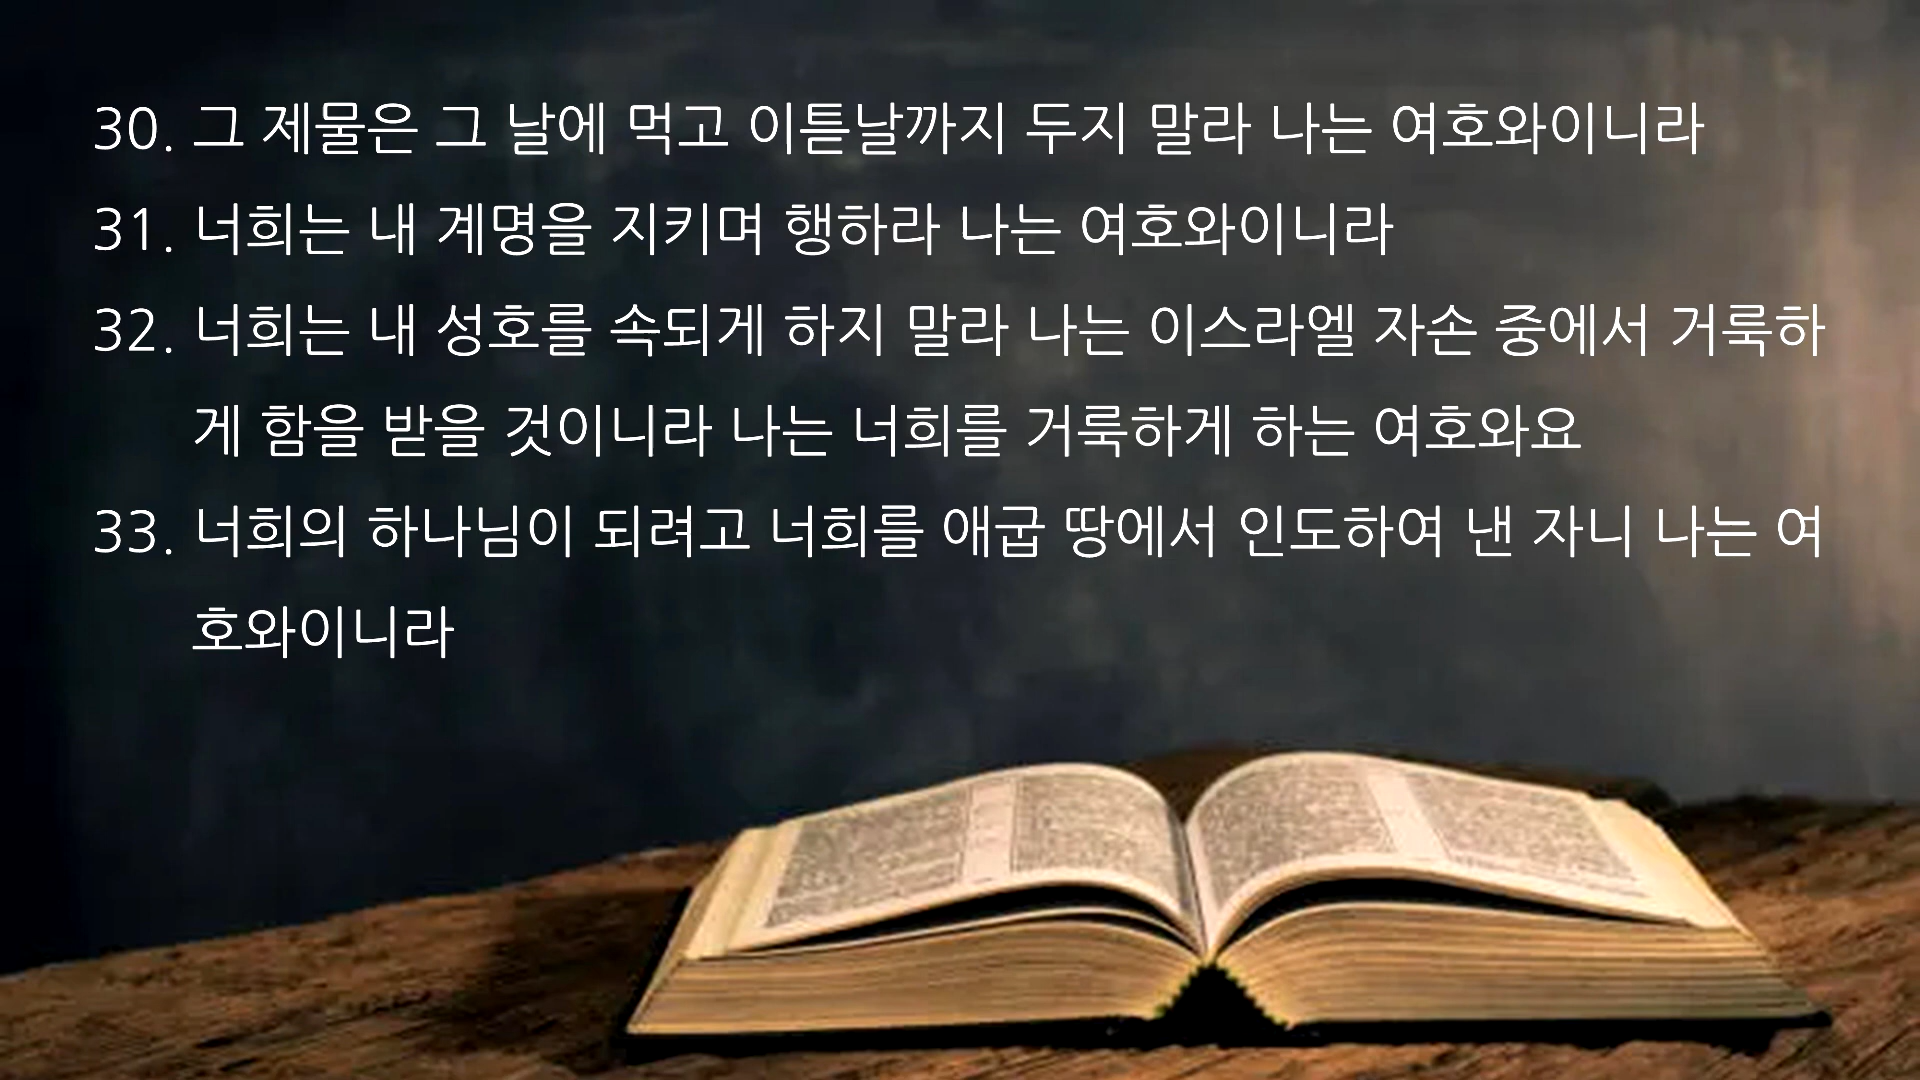 30. 그 제물은 그 날에 먹고 이튿날까지 두지 말라 나는 여호와이니라
31. 너희는 내 계명을 지키며 행하라 나는 여호와이니라
32. 너희는 내 성호를 속되게 하지 말라 나는 이스라엘 자손 중에서 거룩하
게 함을 받을 것이니라 나는 너희를 거룩하게 하는 여호와요
33. 너희의 하나님이 되려고 너희를 애굽 땅에서 인도하여 낸 자니 나는 여
호와이니라